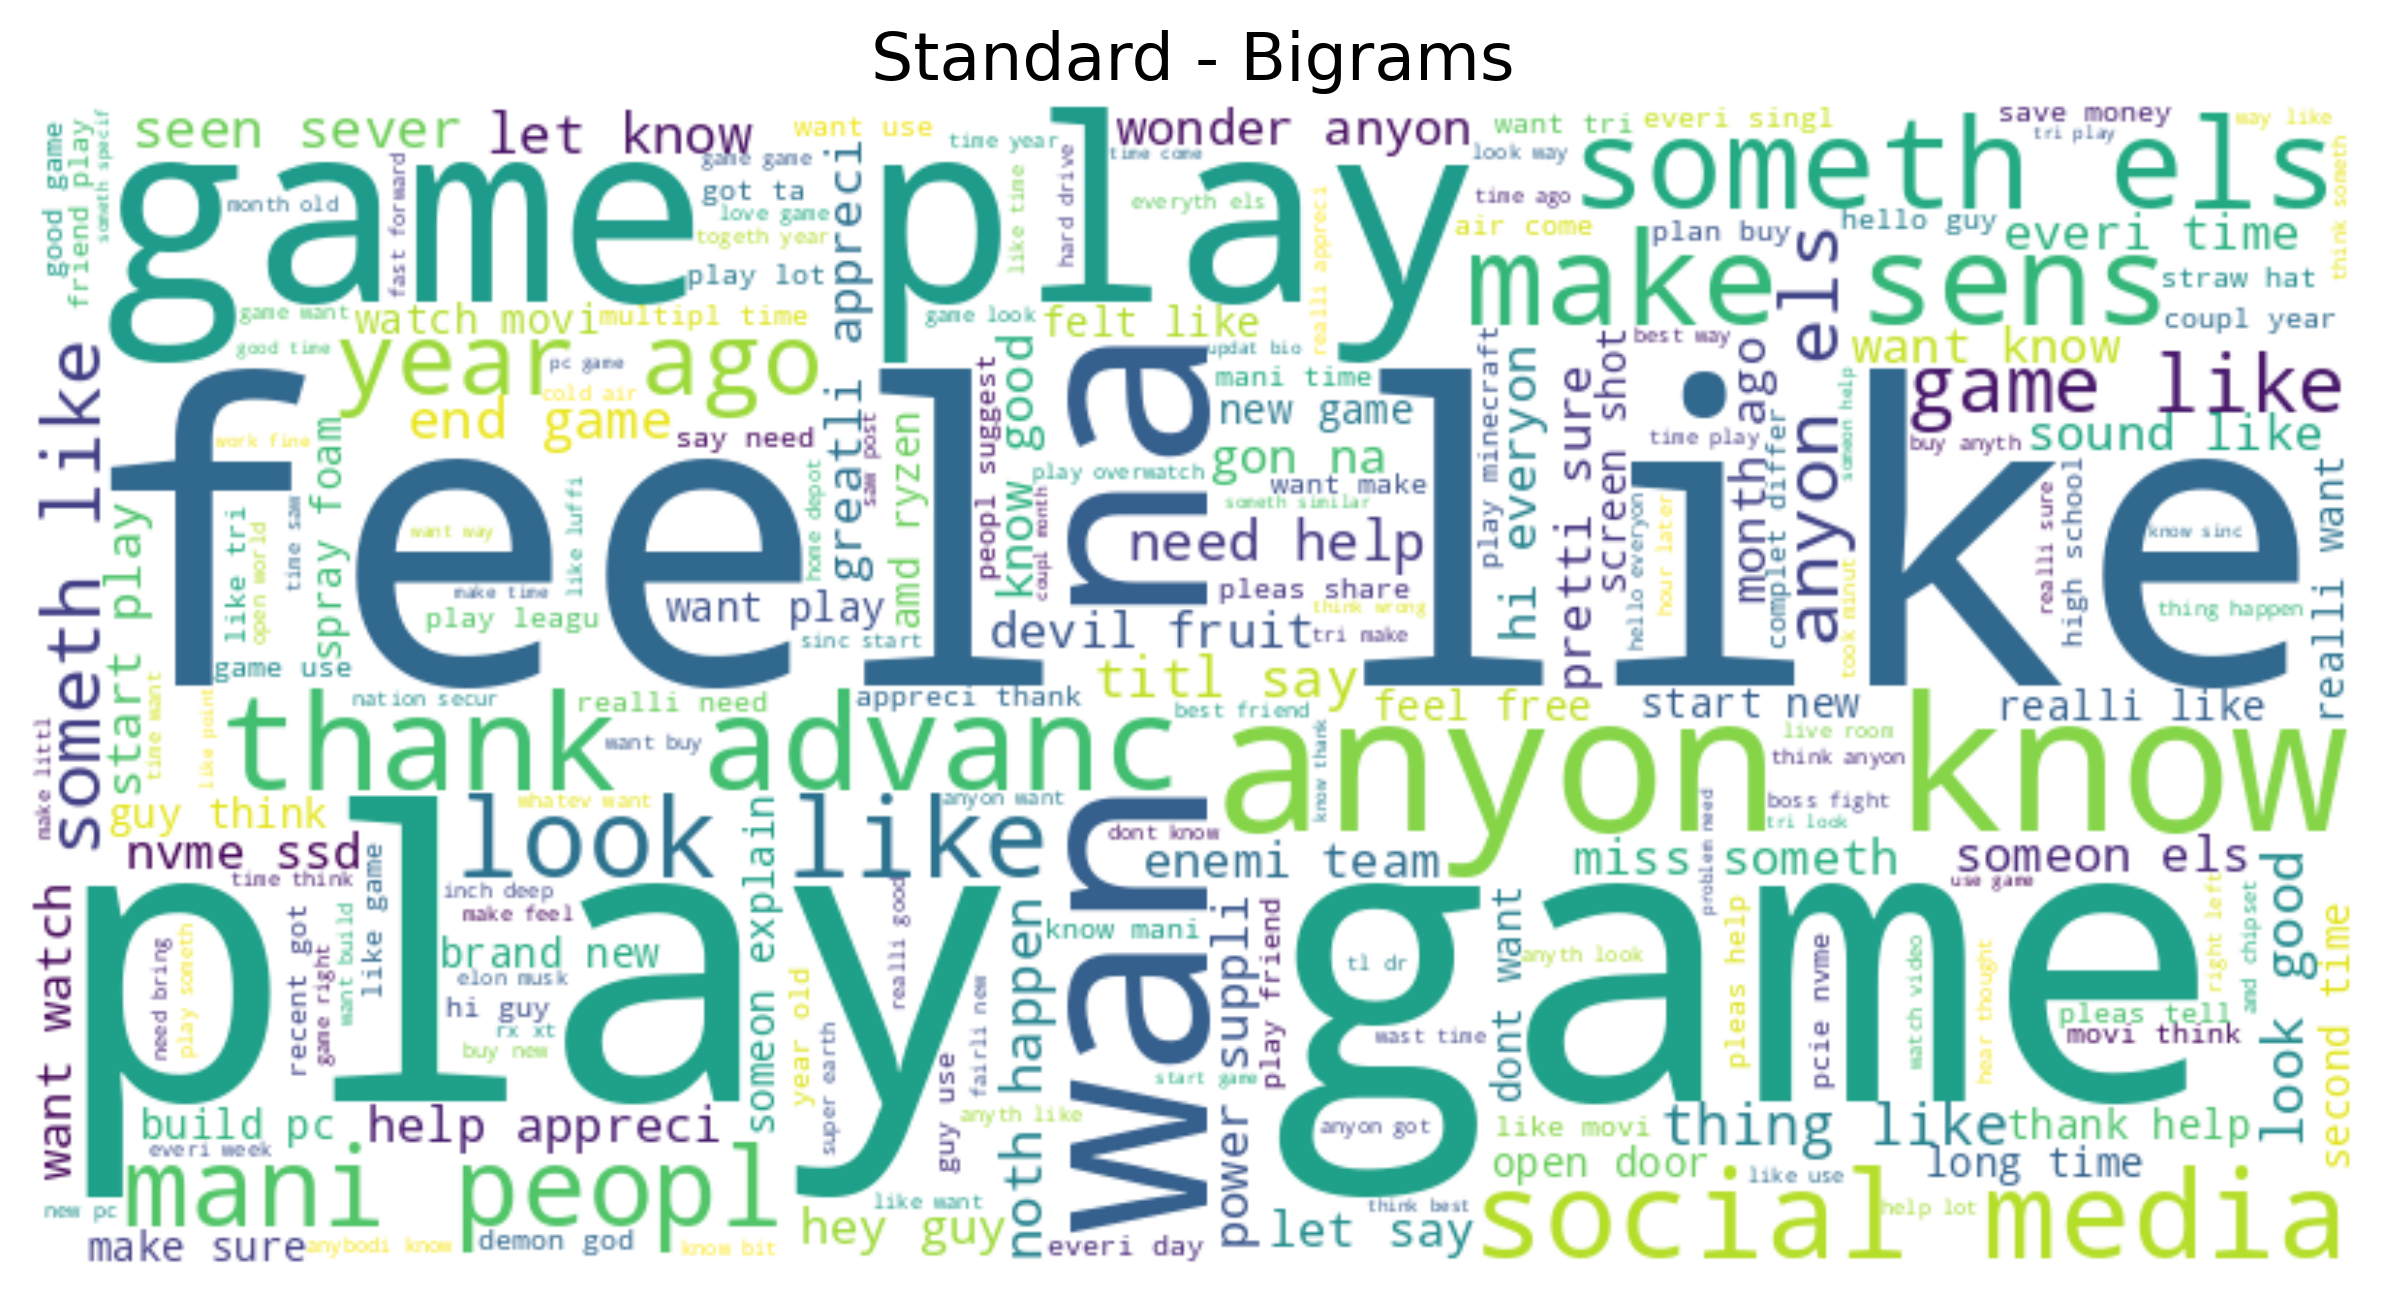 Standard - Bigrams
seen sever
let know
want use
time year
wonder anyon
want tri
everi singl
save money
way like
tri play
good game
friend play
someth specif
game play
someth els
month old
fast forward
game game
got ta
love game
togeth year
play lot
greatli appreci
like time
hard drive
time come
everyth els
realli appreci
look way
time ago
air come
plan buy
hello guy
everi time
think someth
make sens
straw hat
coupl year
game want
watch movi
multipl time
game look
felt like
updat bio
best way
want know
good time
year ago
pc game
cold air
end game
say need
work fine
someth like
feel like
spray foam
saw post
amd ryzen
peopl suggest
know good
mani time
new game
gon na
play overwatch
want make
someth similar
play minecraft
hi everyon
pretti sure
screen shot
time play
month ago
anyon els
someon help
game like
buy anyth
sound like
start play
like tri
open world
time saw
want way
like luffi
home depot
make time
play leagu
want play
sinc start
coupl month
wan na
need help
pleas share
think wrong
devil fruit
tri make
hello everyon
hour later
complet differ
took minut
realli sure
high school
know sinc
thing happen
realli want
game use
nation secur
realli need
appreci thank
titl say
best friend
feel free
start new
realli like
time want
like point
make littl
thank advanc
want buy
know thank
anyon know
live room
think anyon
boss fight
tri look
problem need
guy think
whatev want
anyon want
look like
dont know
nvme ssd
time think
like game
inch deep
make feel
someon explain
realli good
enemi team
miss someth
someon els
use game
want watch
play game
need bring
play someth
recent got
game right
want build
brand new
elon musk
hi guy
rx xt
buy new
year old
super earth
guy use
fairli new
noth happen
know mani
power suppli
play friend
tl dr
wast time
start game
dont want
anyth look
pleas help
pcie nvme
watch video
hear thought
right left
and chipset
look good
second time
pleas tell
movi think
build pc
help appreci
everi week
anyth like
anyon got
like movi
thing like
thank help
open door
like use
long time
new pc
mani peopl
like want
think best
social media
help lot
make sure
anybodi know
demon god
know bit
hey guy
everi day
let say